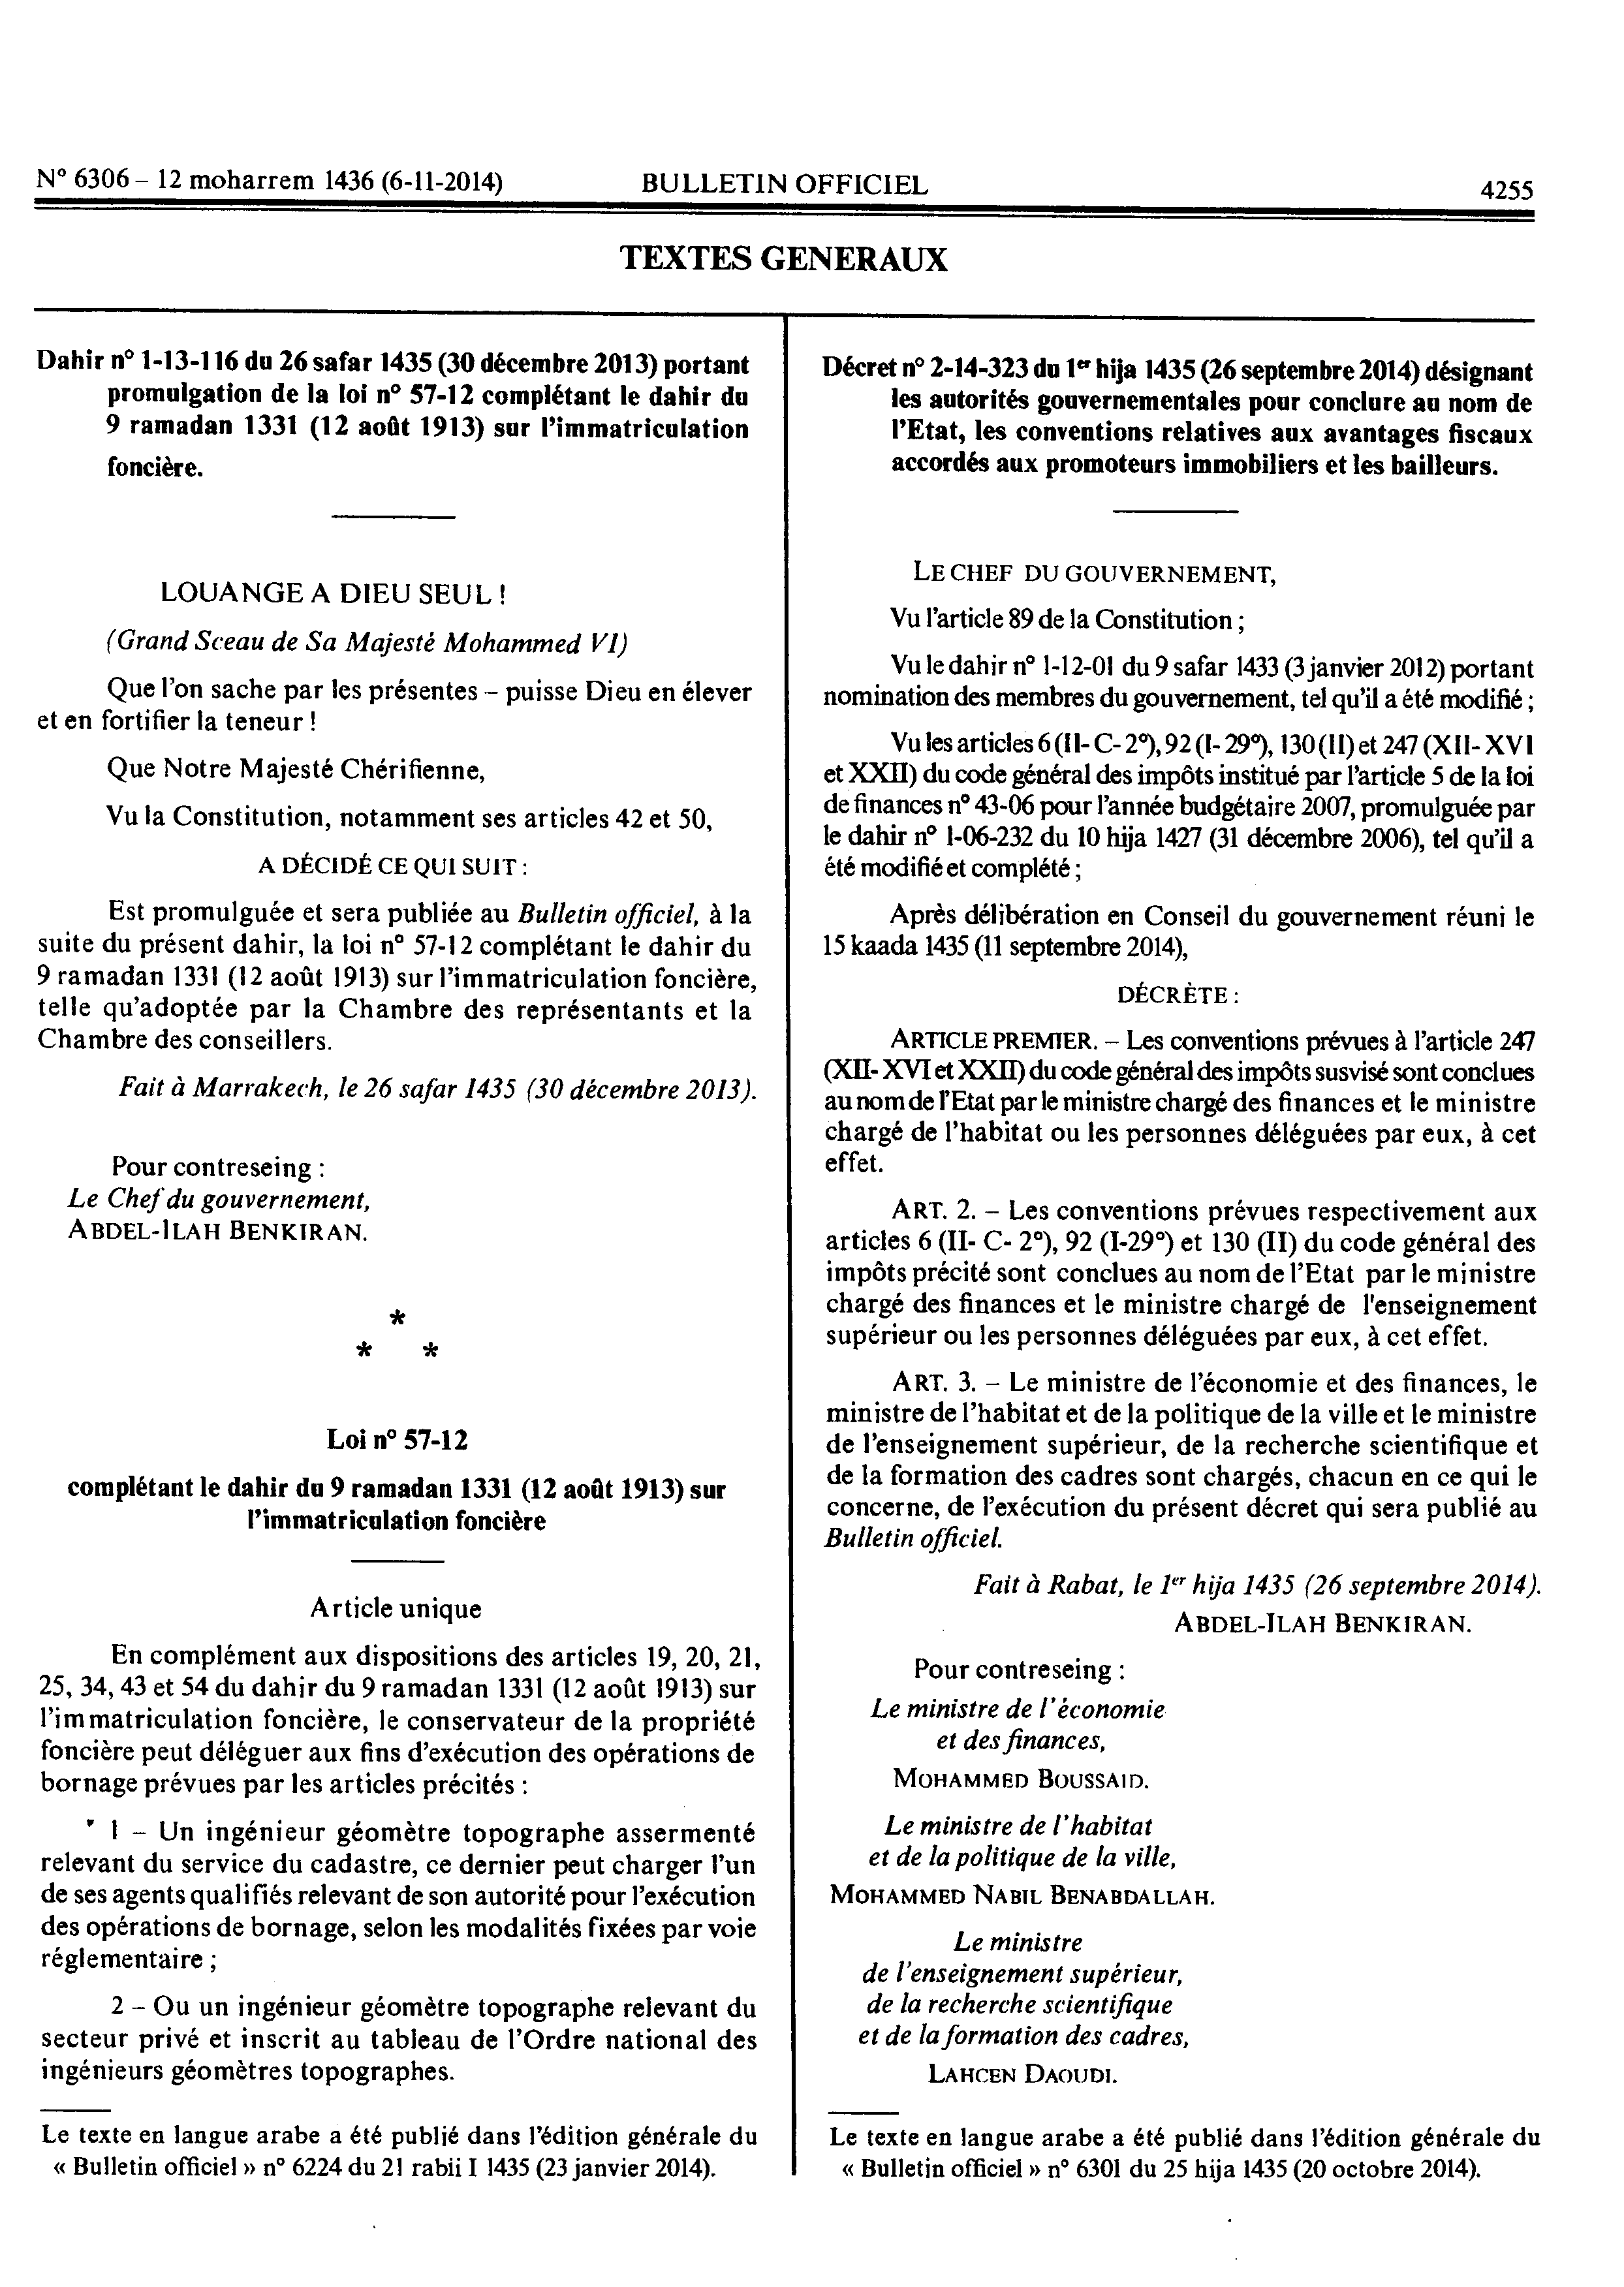 N° 6306 – 12 moharrem 1436 (6-11-2014)
BULLETIN OFFICIEL
4255
TEXTES GENERAUX
Dahir n° 1-13-116 du 26 safar 1435 (30 décembre 2013) portant
promulgation de la loi n° 57-12 complétant le dahir du
9 ramadan 1331 (12 août 1913) sur l'immatriculation
foncière.
LOUANGE A DIEU SEUL !
(Grand Sceau de Sa Majesté Mohammed VI)
Que l'on sache par les présentes – puisse Dieu en élever
et en fortifier la teneur !
Que Notre Majesté Chérifienne,
Vu la Constitution, notamment ses articles 42 et 50,
A DÉCIDÉ CE QUI SUIT :
Est promulguée et sera publiée au Bulletin officiel, à la
suite du présent dahir, la loi n° 57-12 complétant le dahir du
9 ramadan 1331 (12 août 1913) sur l'immatriculation foncière,
telle qu'adoptée par la Chambre des représentants et la
Chambre des conseillers.
Fait à Marrakech, le 26 safar 1435 (30 décembre 2013).
Pour contreseing :
Le Chef du gouvernement,
ABDEL-ILAH BENKIRAN.
*
* *
Loi n° 57-12
complétant le dahir du 9 ramadan 1331 (12 août 1913) sur
l'immatriculation foncière
Article unique
En complément aux dispositions des articles 19, 20, 21,
25, 34, 43 et 54 du dahir du 9 ramadan 1331 (12 août 1913) sur
l'immatriculation foncière, le conservateur de la propriété
foncière peut déléguer aux fins d'exécution des opérations de
bornage prévues par les articles précités :
1 – Un ingénieur géomètre topographe assermenté
relevant du service du cadastre, ce dernier peut charger l'un
de ses agents qualifiés relevant de son autorité pour l'exécution
des opérations de bornage, selon les modalités fixées par voie
réglementaire ;
2 – Ou un ingénieur géomètre topographe relevant du
secteur privé et inscrit au tableau de l'Ordre national des
ingénieurs géomètres topographes.
Le texte en langue arabe a été publié dans l'édition générale du
« Bulletin officiel » n° 6224 du 21 rabii I 1435 (23 janvier 2014).
Décret n° 2-14-323 du 1er hija 1435 (26 septembre 2014) désignant
les autorités gouvernementales pour conclure au nom de
l'Etat, les conventions relatives aux avantages fiscaux
accordés aux promoteurs immobiliers et les bailleurs.
LE CHEF DU GOUVERNEMENT,
Vu l'article 89 de la Constitution ;
Vu le dahir n° 1-12-01 du 9 safar 1433 (3 janvier 2012) portant
nomination des membres du gouvernement, tel qu'il a été modifié ;
Vu les articles 6 (II- C- 2°), 92 (I- 29°), 130 (II) et 247 (XII- XVI
et XXII) du code général des impôts institué par l'article 5 de la loi
de finances n° 43-06 pour l'année budgétaire 2007, promulguée par
le dahir n° 1-06-232 du 10 hija 1427 (31 décembre 2006), tel qu'il a
été modifié et complété ;
Après délibération en Conseil du gouvernement réuni le
15 kaada 1435 (11 septembre 2014),
DÉCRÈTE :
ARTICLE PREMIER. – Les conventions prévues à l'article 247
(XII- XVI et XXII) du code général des impôts susvisé sont conclues
au nom de l'Etat par le ministre chargé des finances et le ministre
chargé de l'habitat ou les personnes déléguées par eux, à cet
effet.
ART. 2. – Les conventions prévues respectivement aux
articles 6 (II- C- 2°), 92 (I-29°) et 130 (II) du code général des
impôts précité sont conclues au nom de l'Etat par le ministre
chargé des finances et le ministre chargé de l'enseignement
supérieur ou les personnes déléguées par eux, à cet effet.
ART. 3. – Le ministre de l'économie et des finances, le
ministre de l'habitat et de la politique de la ville et le ministre
de l'enseignement supérieur, de la recherche scientifique et
de la formation des cadres sont chargés, chacun en ce qui le
concerne, de l'exécution du présent décret qui sera publié au
Bulletin officiel.
Fait à Rabat, le 1er hija 1435 (26 septembre 2014).
ABDEL-ILAH BENKIRAN.
Pour contreseing :
Le ministre de l'économie
et des finances,
MOHAMMED BOUSSAID.
Le ministre de l'habitat
et de la politique de la ville,
MOHAMMED NABIL BENABDALLAH.
Le ministre
de l'enseignement supérieur,
de la recherche scientifique
et de la formation des cadres,
LAHCEN DAOUDI.
Le texte en langue arabe a été publié dans l'édition générale du
« Bulletin officiel » n° 6301 du 25 hija 1435 (20 octobre 2014).